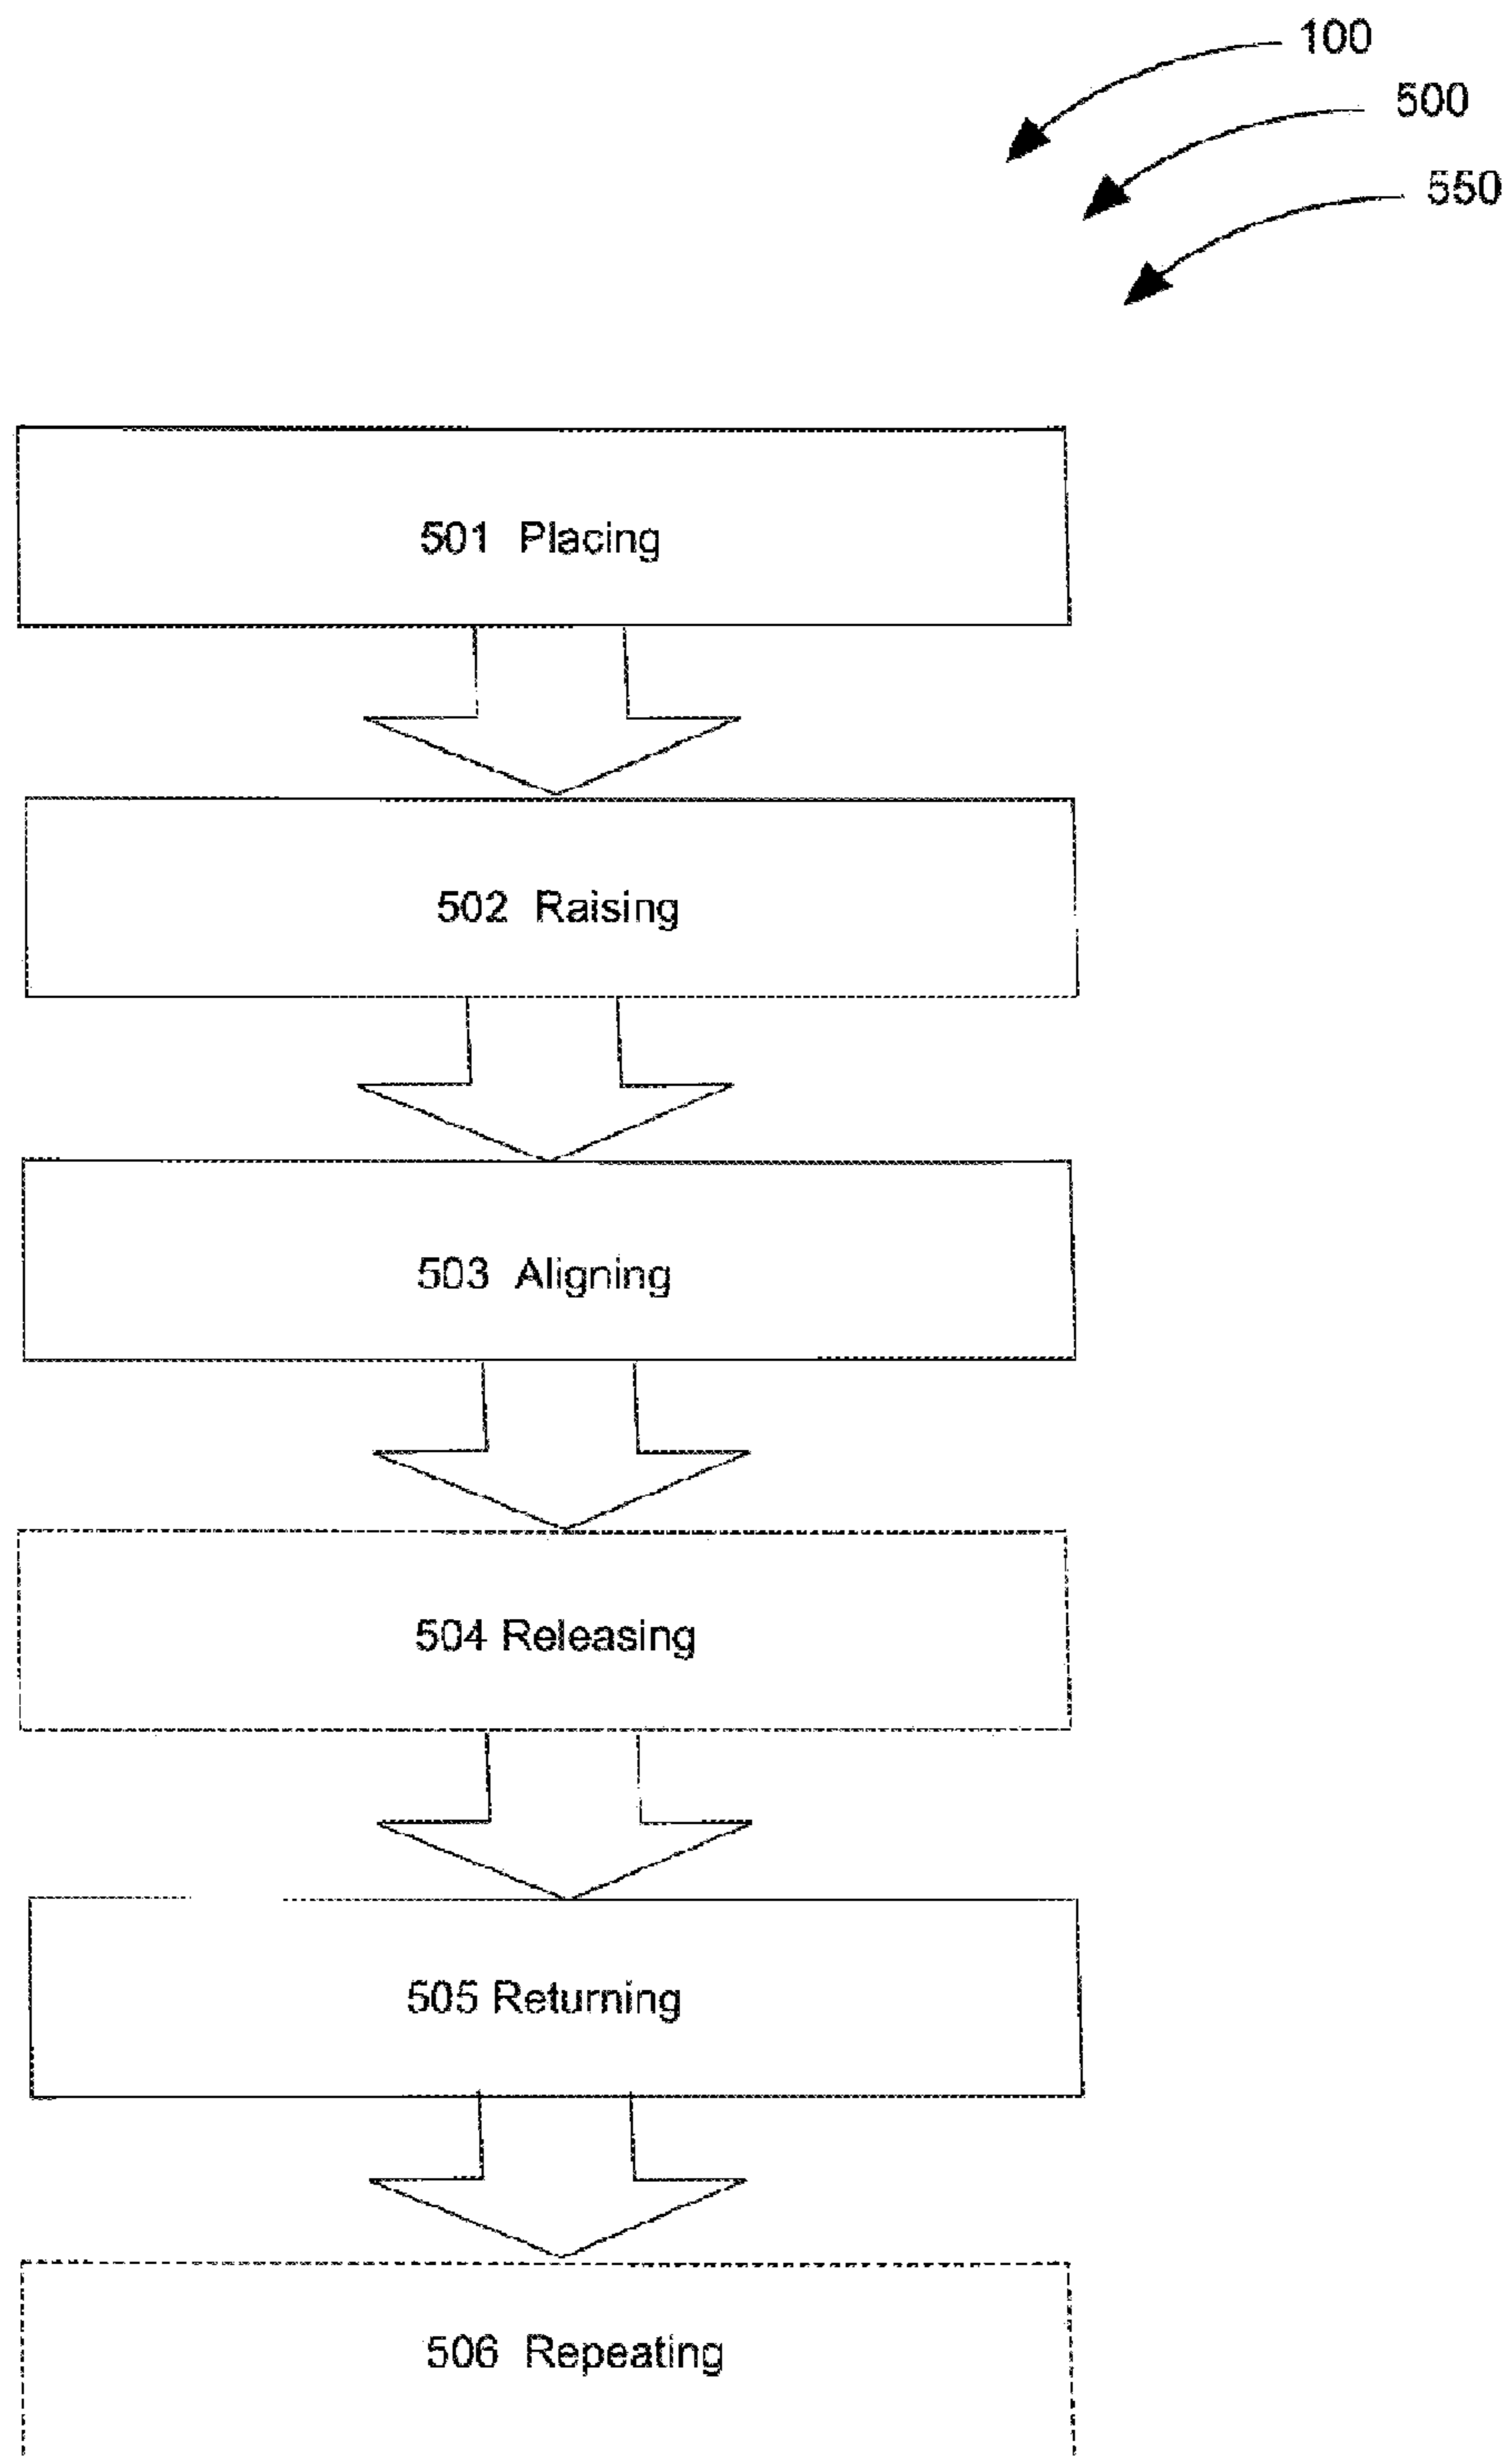 100
500
550
501 Placing
502 Raising
503 Aligning
504 Releasing
505 Returning
506 Repeating